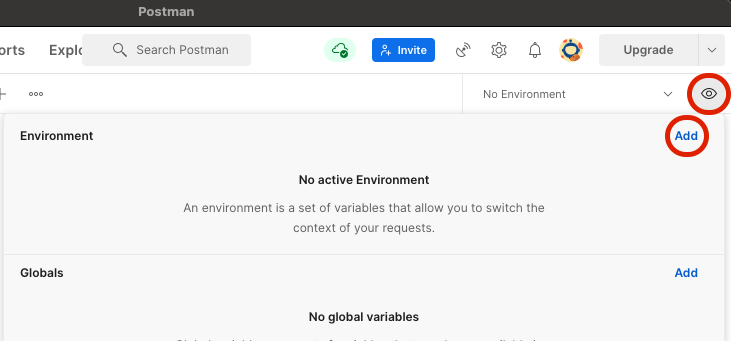 Postman
orts Explo Search Postman Invite Upgrade
No Environment
Environment Add
No active Environment
An environment is a set of variables that allow you to switch the
context of your requests.
Globals Add
No global variables